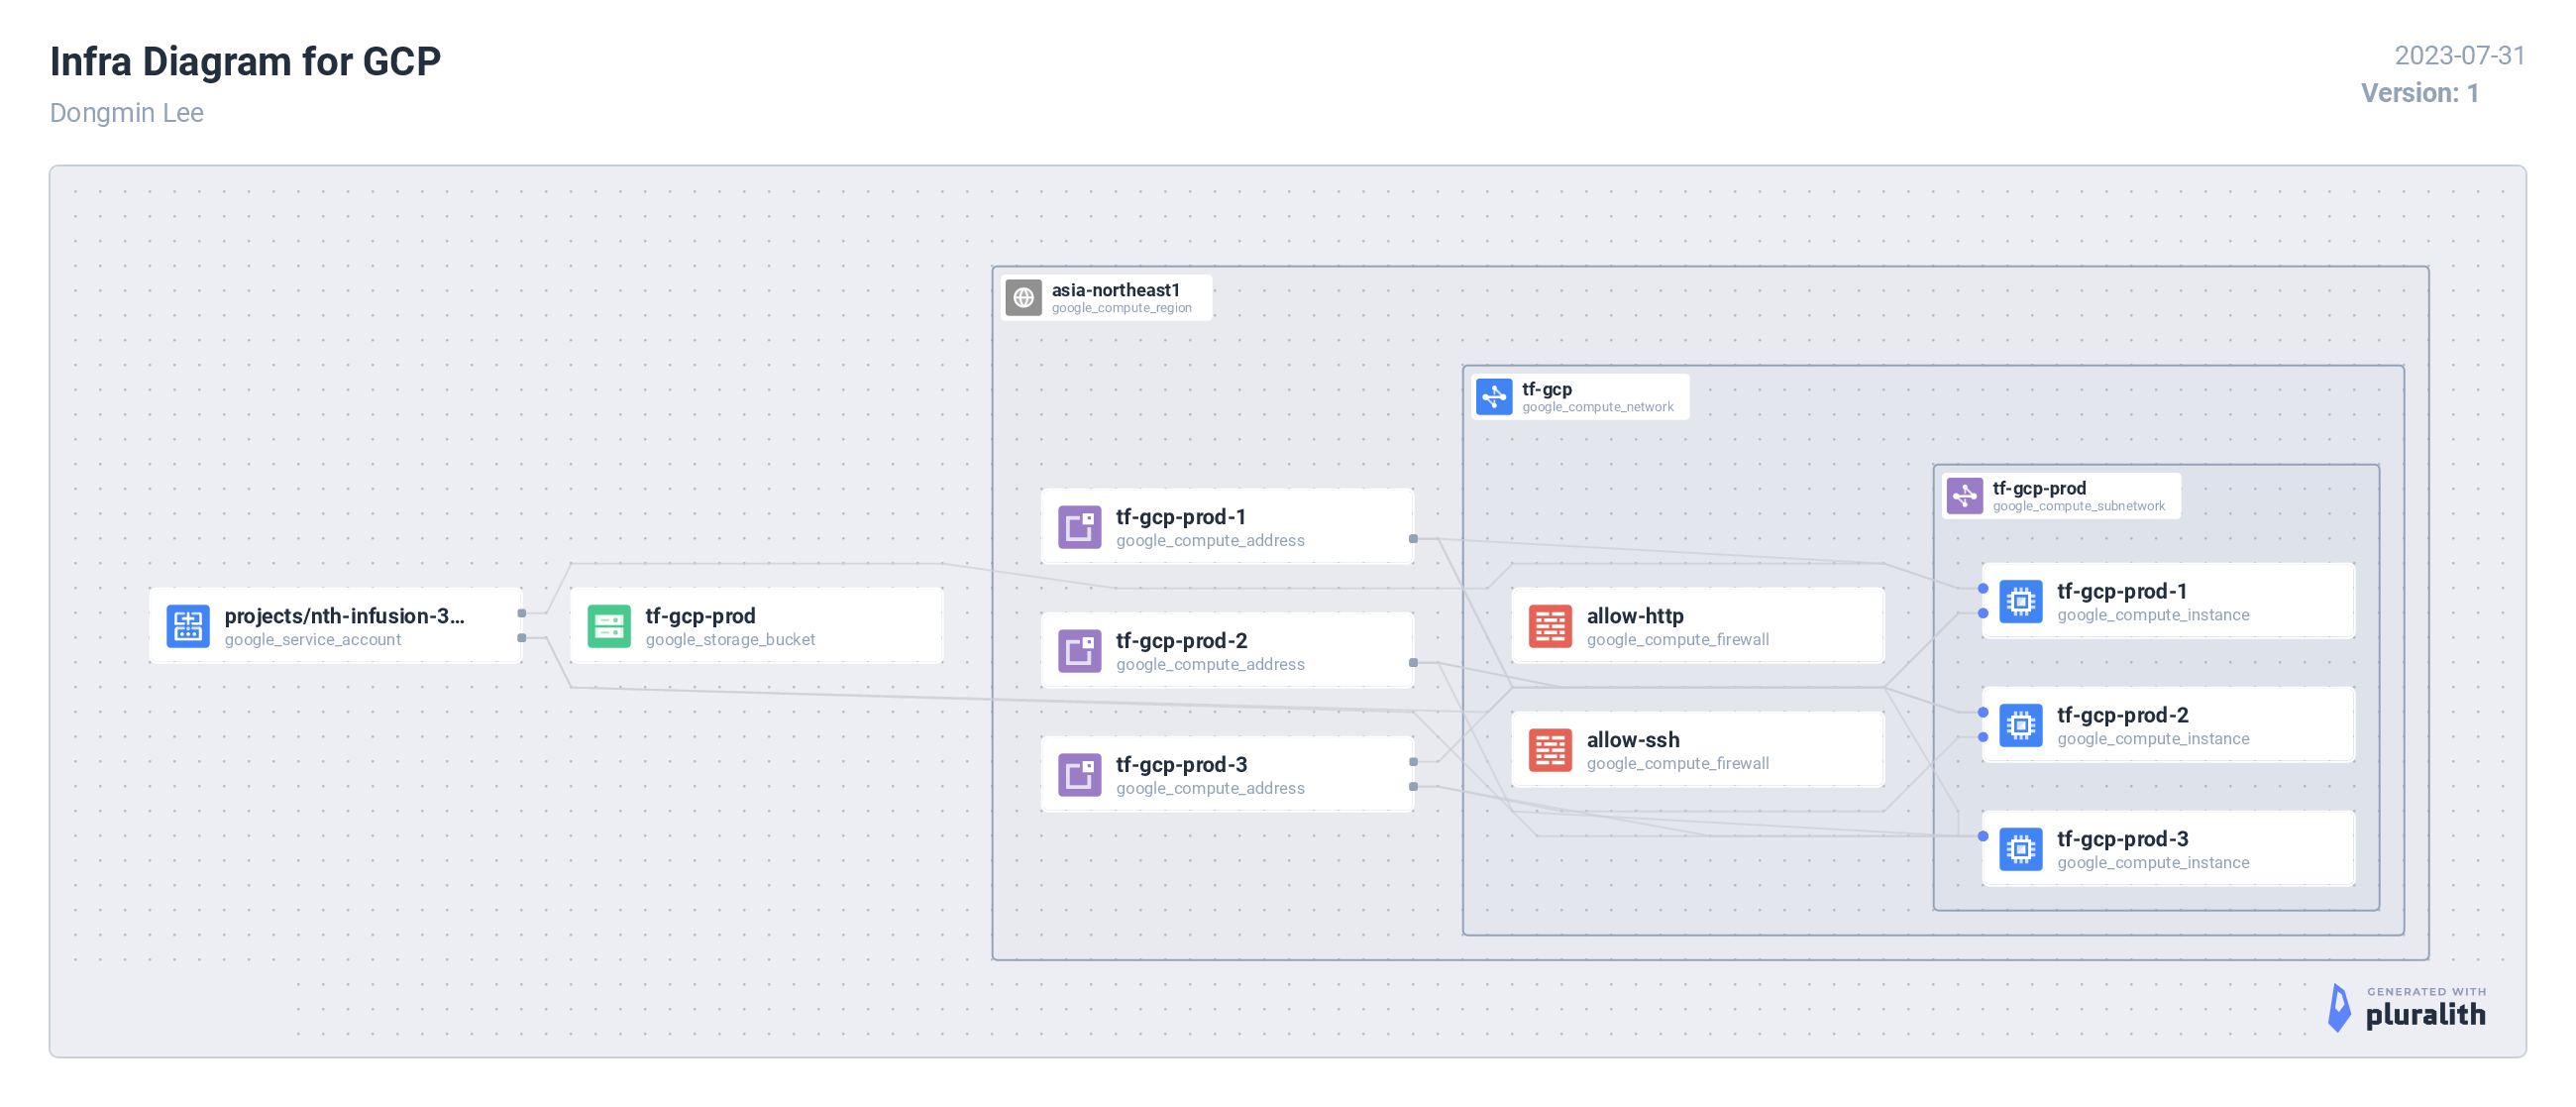 Infra Diagram for GCP
Dongmin Lee
2023-07-31
Version: 1
asia-northeast1
google_compute_region
tf-gcp
google_compute_network
tf-gcp-prod
google_compute_subnetwork
projects/nth-infusion-3...
google_service_account
tf-gcp-prod
google_storage_bucket
tf-gcp-prod-1
google_compute_address
tf-gcp-prod-2
google_compute_address
tf-gcp-prod-3
google_compute_address
allow-http
google_compute_firewall
allow-ssh
google_compute_firewall
tf-gcp-prod-1
google_compute_instance
tf-gcp-prod-2
google_compute_instance
tf-gcp-prod-3
google_compute_instance
GENERATED WITH
pluralith